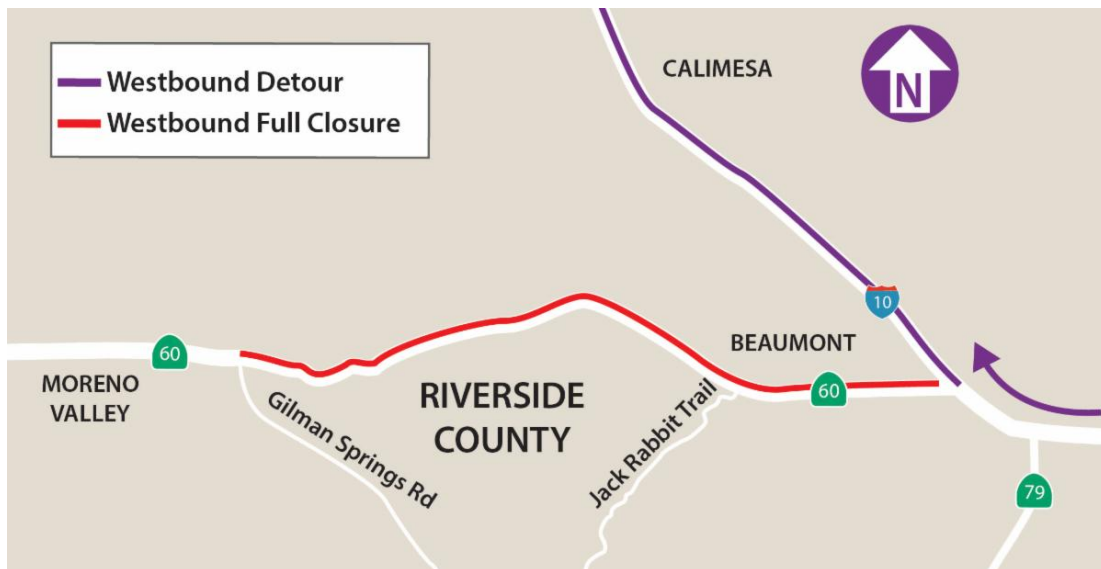 Westbound Detour
Westbound Full Closure
CALIMESA
N
10
BEAUMONT
60
MORENO
VALLEY
Gilman Springs Rd
RIVERSIDE
COUNTY
Jack Rabbit Trail
60
79